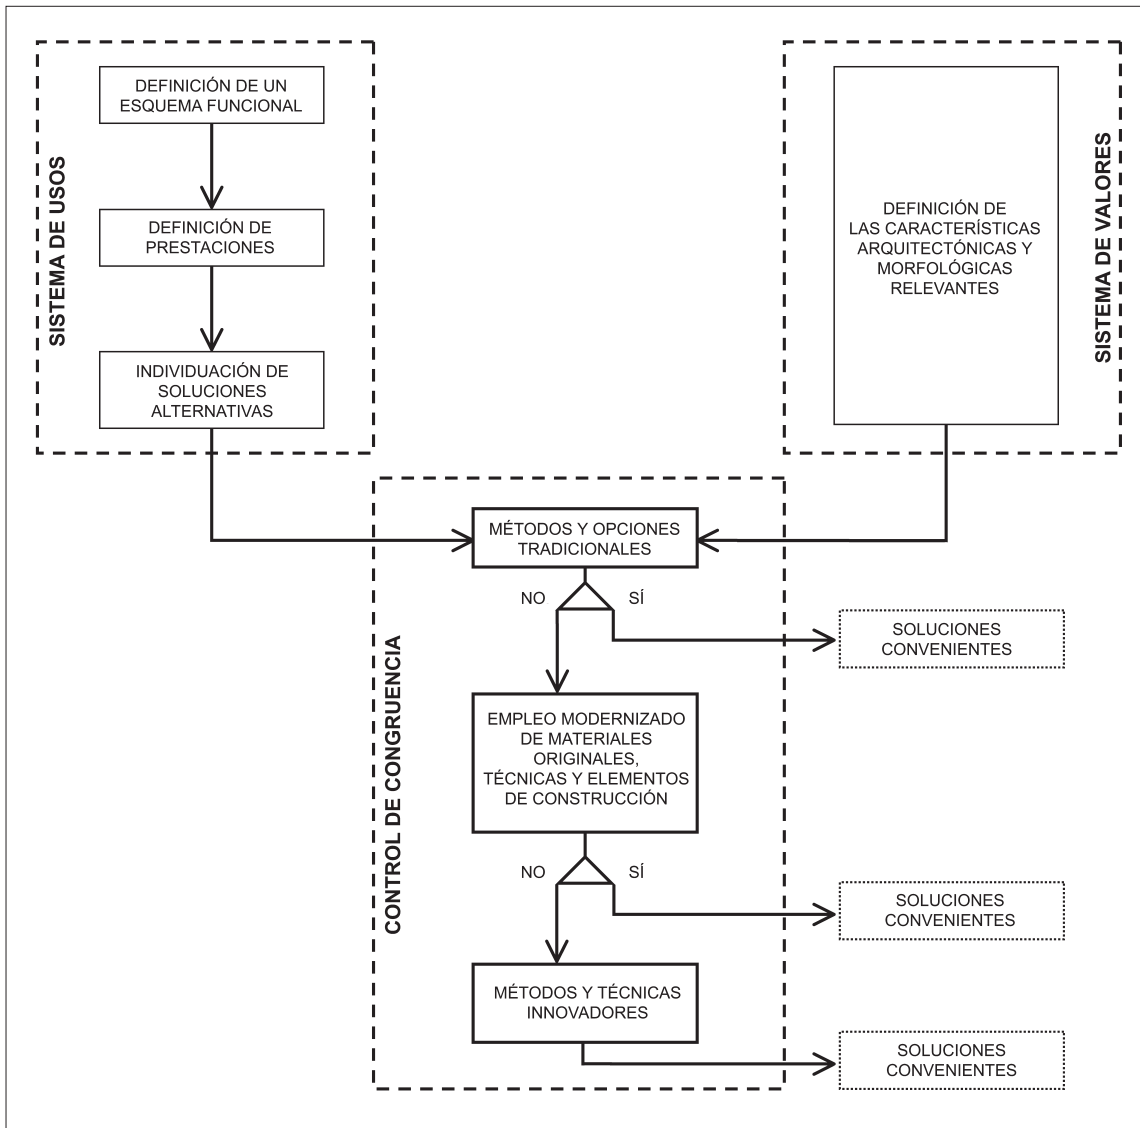 SISTEMA DE USOS
DEFINICIÓN DE UN
ESQUEMA FUNCIONAL
DEFINICIÓN DE
PRESTACIONES
INDIVIDUACIÓN DE
SOLUCIONES
ALTERNATIVAS
DEFINICIÓN DE
LAS CARACTERÍSTICAS
ARQUITECTÓNICAS Y
MORFOLÓGICAS
RELEVANTES
SISTEMA DE VALORES
CONTROL DE CONGRUENCIA
MÉTODOS Y OPCIONES
TRADICIONALES
NO
SÍ
SOLUCIONES
CONVENIENTES
EMPLEO MODERNIZADO
DE MATERIALES
ORIGINALES,
TÉCNICAS Y ELEMENTOS
DE CONSTRUCCIÓN
NO
SÍ
SOLUCIONES
CONVENIENTES
MÉTODOS Y TÉCNICAS
INNOVADORES
SOLUCIONES
CONVENIENTES